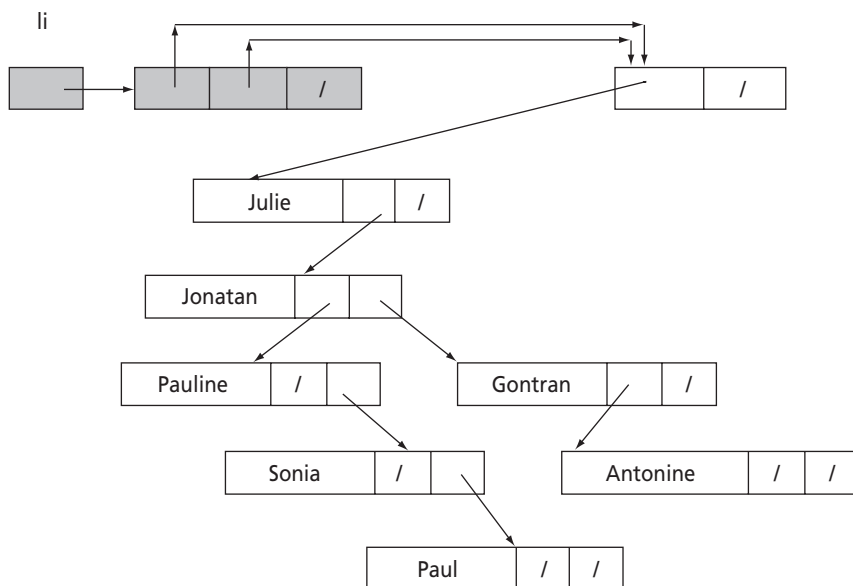 li
/ /
Julie /
Jonatan
Pauline / Gontran /
Sonia / Antonine / /
Paul / /